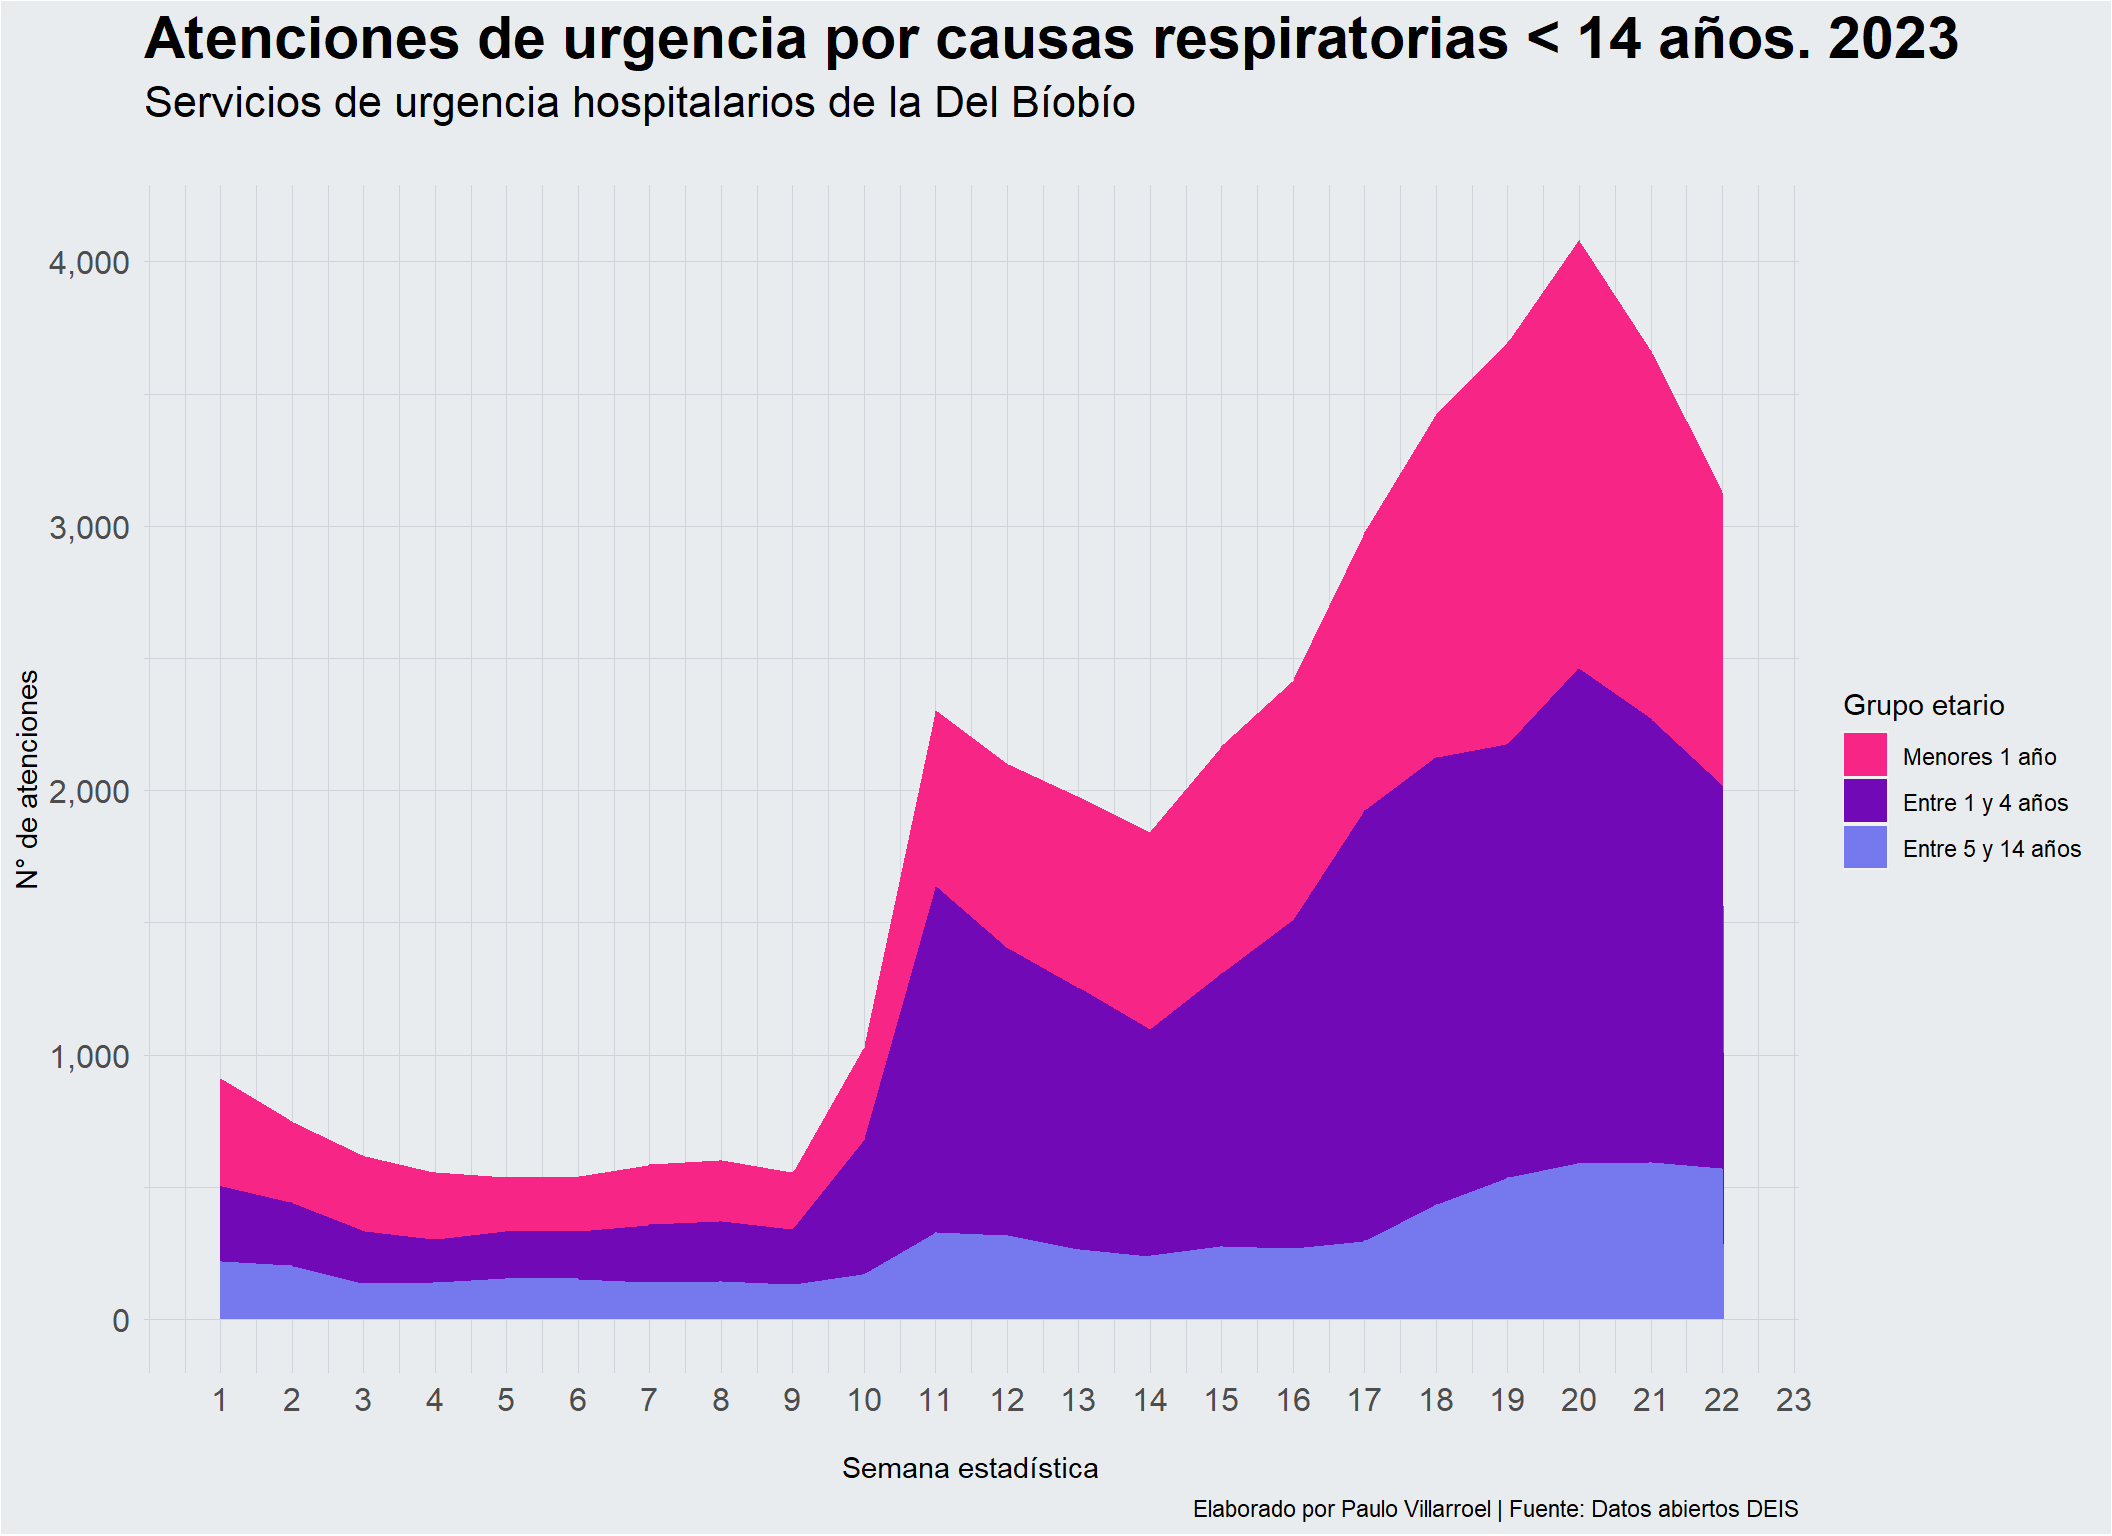 Atenciones de urgencia por causas respiratorias < 14 años. 2023
Servicios de urgencia hospitalarios de la Del Bíobío
4,000
3,000
2,000
1,000
0
N° de atenciones
1 2 3 4 5 6 7 8 9 10 11 12 13 14 15 16 17 18 19 20 21 22 23
Semana estadística
Grupo etario
Menores 1 año
Entre 1 y 4 años
Entre 5 y 14 años
Elaborado por Paulo Villarroel | Fuente: Datos abiertos DEIS